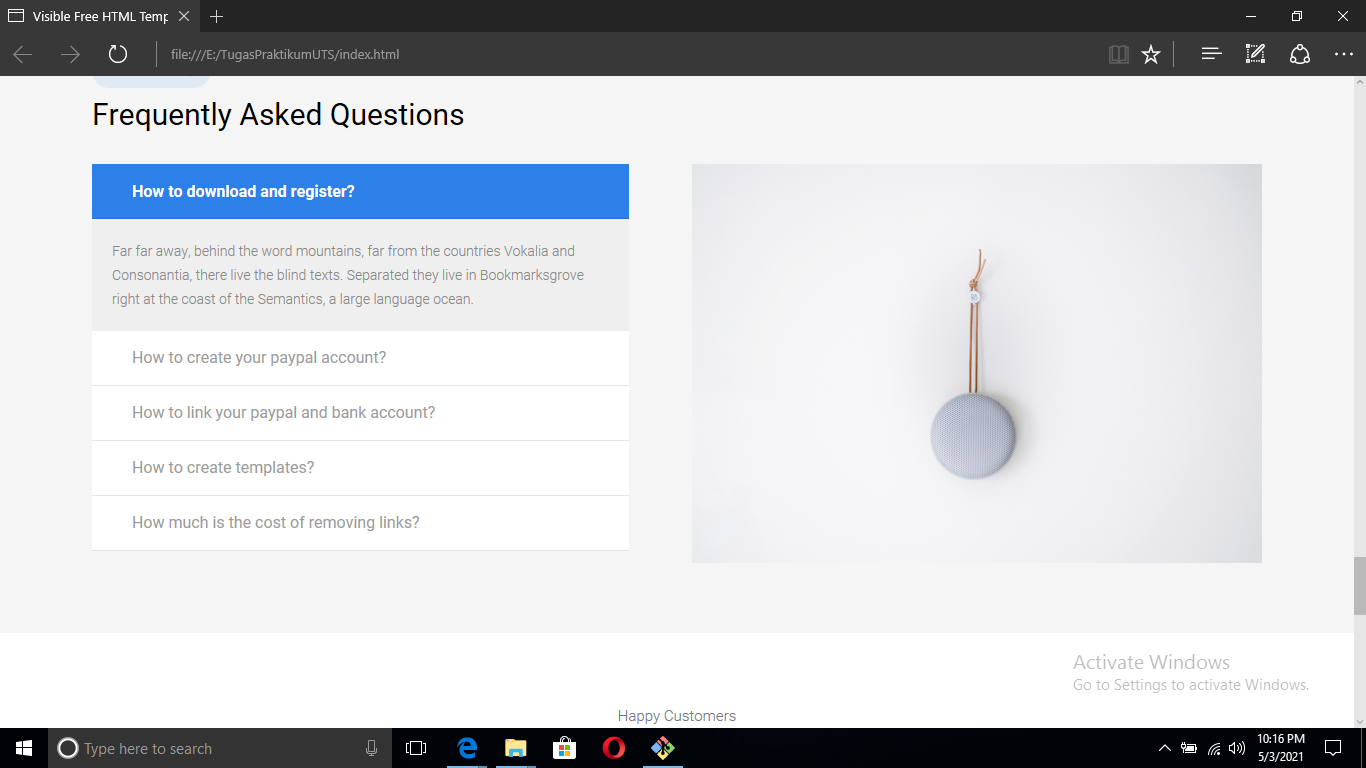 Visible Free HTML Temp
file:///E:/TugasPraktikumUTS/index.html
Frequently Asked Questions
How to download and register?
Far far away, behind the word mountains, far from the countries Vokalia and
Consonantia, there live the blind texts. Separated they live in Bookmarksgrove
right at the coast of the Semantics, a large language ocean.
How to create your paypal account?
How to link your paypal and bank account?
How to create templates?
How much is the cost of removing links?
Activate Windows
Go to Settings to activate Windows.
Happy Customers
Type here to search
10:16 PM
5/3/2021